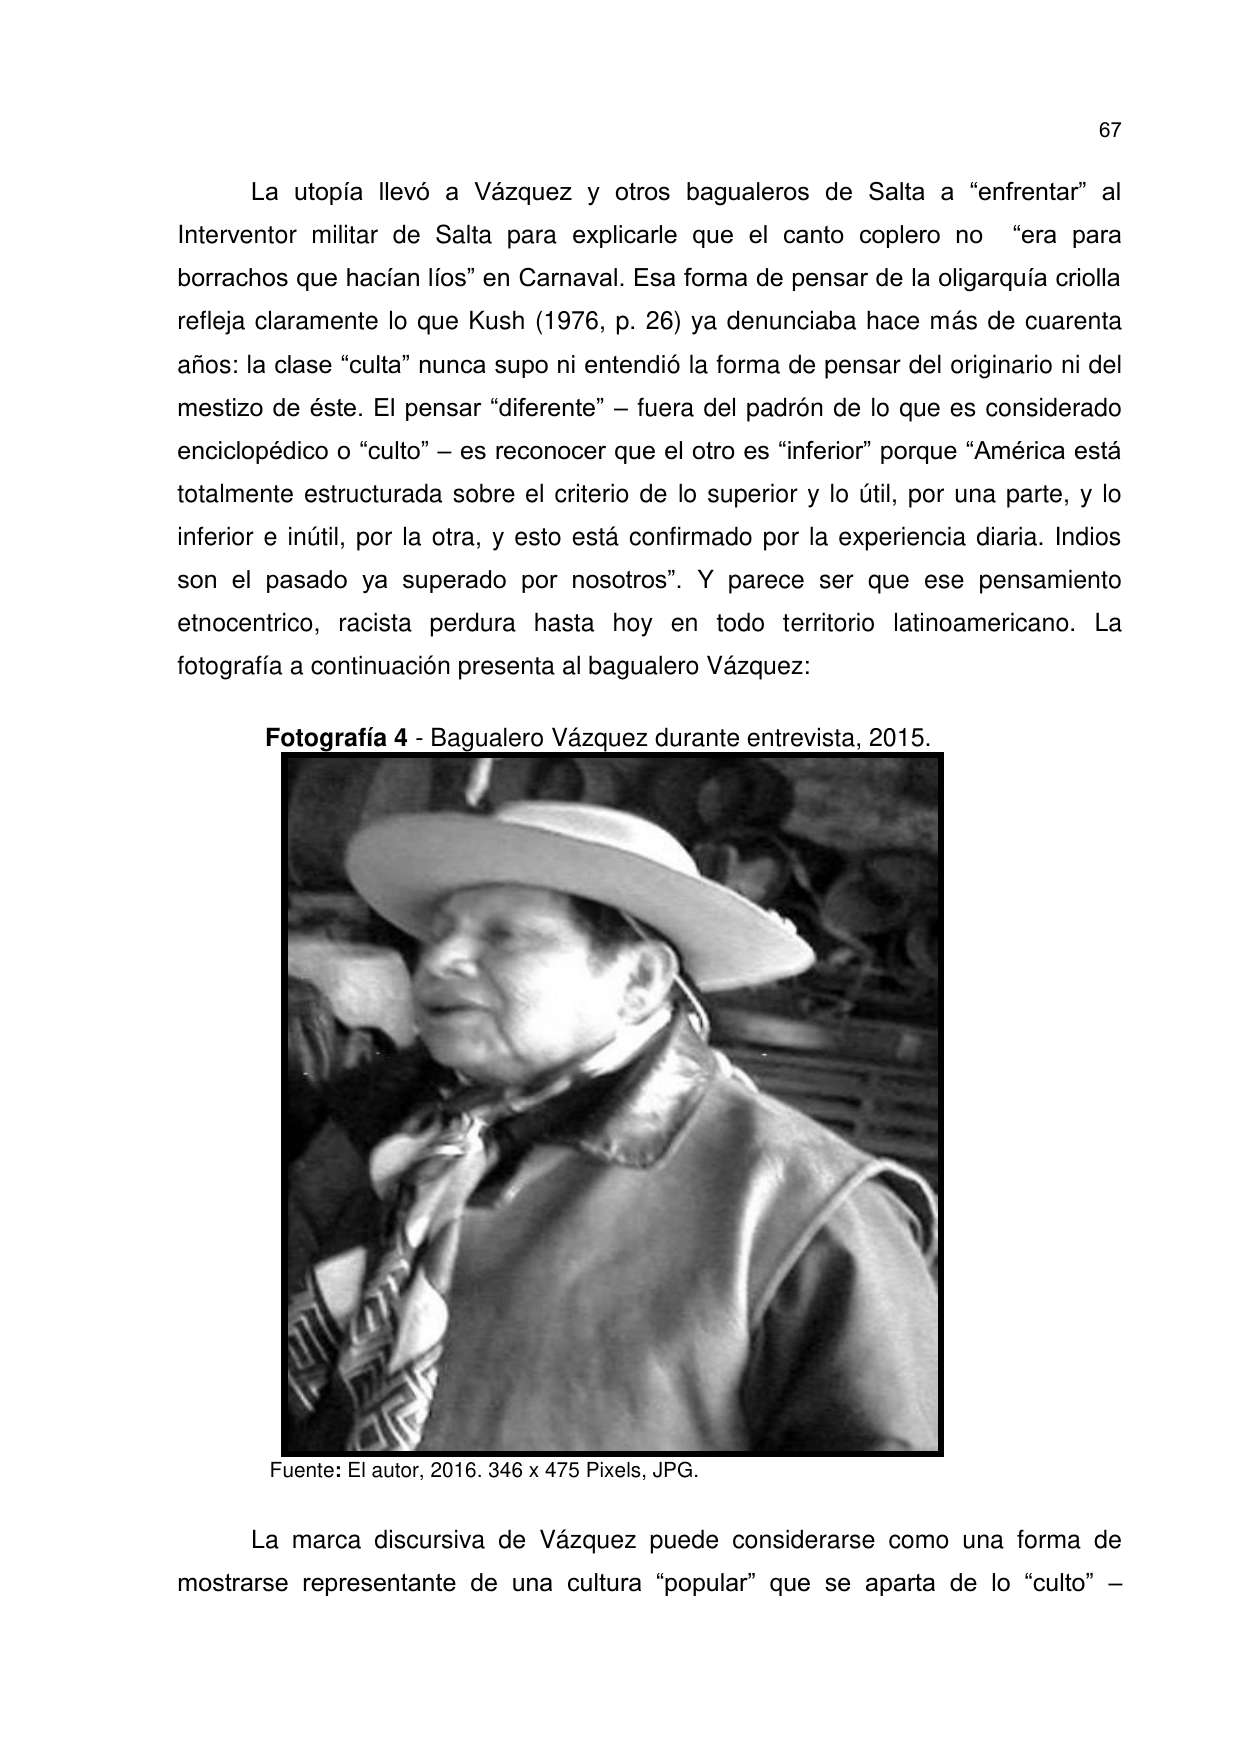 67
La utopía llevó a Vázquez y otros bagualeros de Salta a “enfrentar” al
Interventor militar de Salta para explicarle que el canto coplero no “era para
borrachos que hacían líos” en Carnaval. Esa forma de pensar de la oligarquía criolla
refleja claramente lo que Kush (1976, p. 26) ya denunciaba hace más de cuarenta
años: la clase “culta” nunca supo ni entendió la forma de pensar del originario ni del
mestizo de éste. El pensar “diferente” – fuera del padrón de lo que es considerado
enciclopédico o “culto” – es reconocer que el otro es “inferior” porque “América está
totalmente estructurada sobre el criterio de lo superior y lo útil, por una parte, y lo
inferior e inútil, por la otra, y esto está confirmado por la experiencia diaria. Indios
son el pasado ya superado por nosotros”. Y parece ser que ese pensamiento
etnocentrico, racista perdura hasta hoy en todo territorio latinoamericano. La
fotografía a continuación presenta al bagualero Vázquez:
Fotografía 4 - Bagualero Vázquez durante entrevista, 2015.
Fuente: El autor, 2016. 346 x 475 Pixels, JPG.
La marca discursiva de Vázquez puede considerarse como una forma de
mostrarse representante de una cultura “popular” que se aparta de lo “culto” –